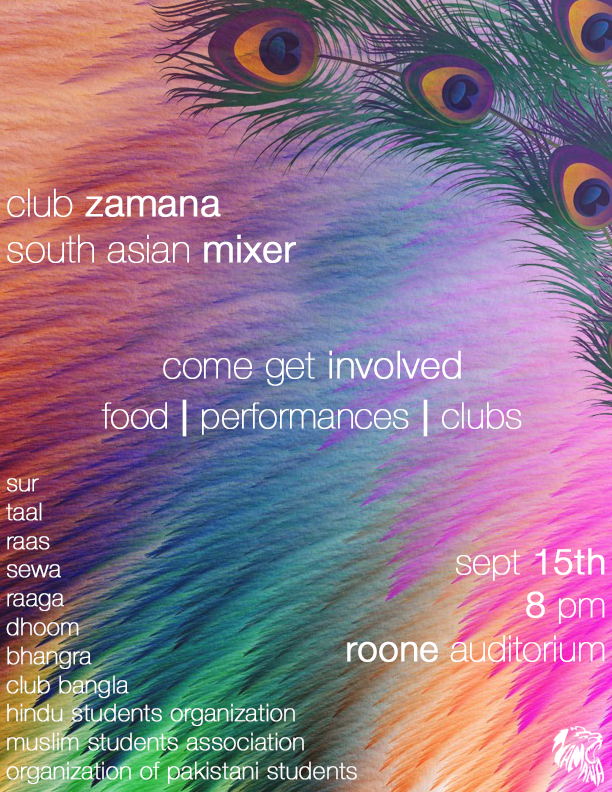 club zamana
south asian mixer
come get involved
food | performances | clubs
sur
taal
raas
sewa
raaga
dhoom
bhangra
club bangla
hindu students organization
muslim students association
organization of pakistani students
sept 15th
8 pm
roone auditorium
ZAMANA